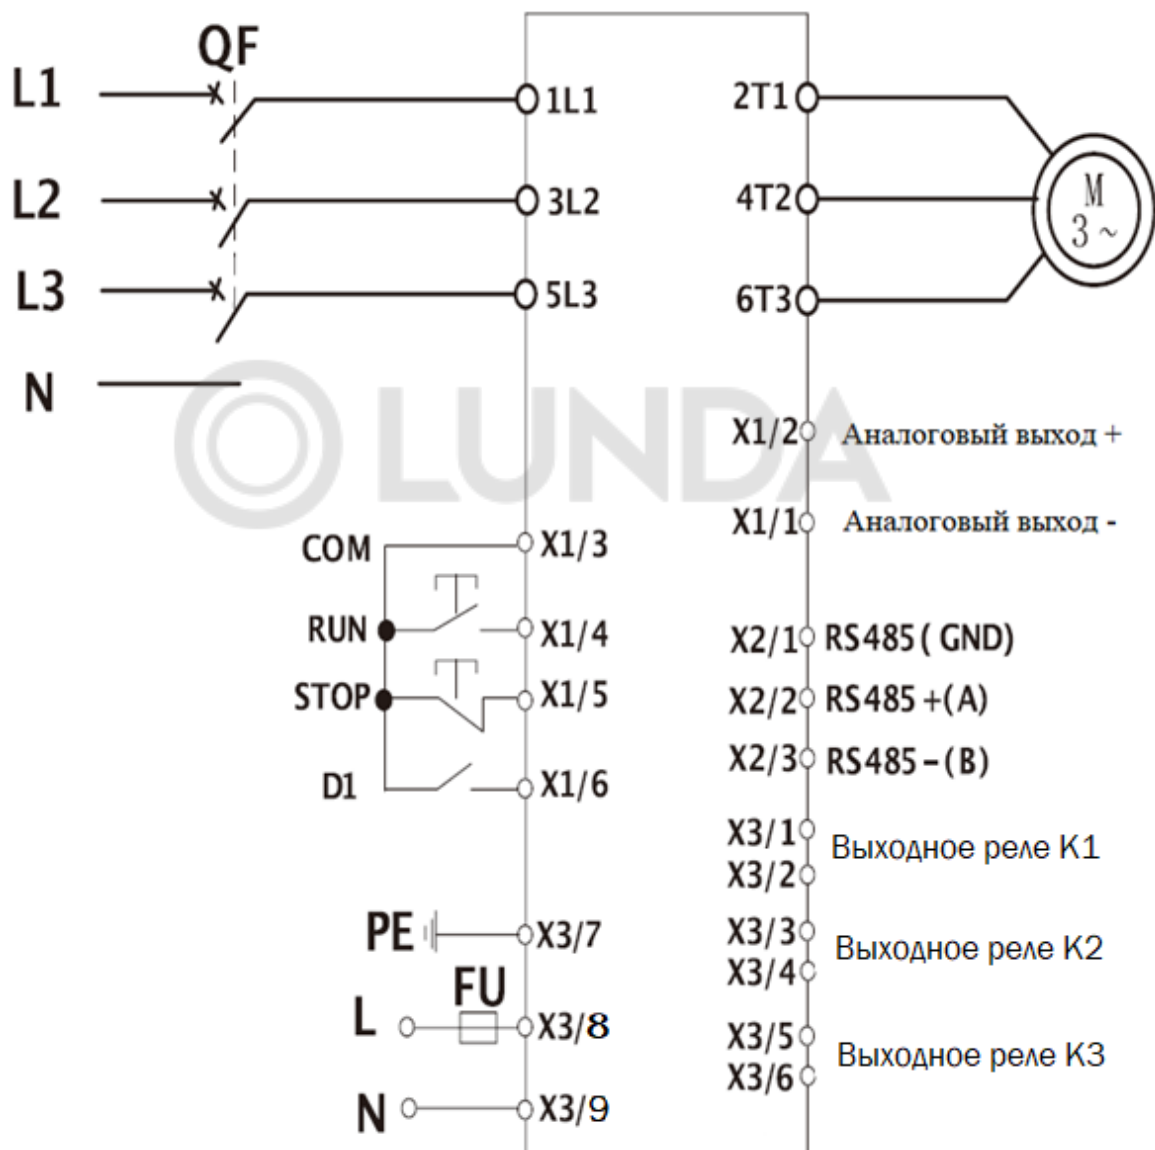 QF
L1
1L1
2T1
L2
3L2
4T2
M
3 ~
L3
5L3
6T3
N
LUNDA
X1/2
Аналоговый выход +
X1/1
Аналоговый выход -
COM
X1/3
RUN
X1/4
X2/1
RS485( GND)
STOP
X1/5
X2/2
RS485+(A)
X2/3
RS485-(B)
D1
X1/6
X3/1
Выходное реле К1
X3/2
PE
X3/7
X3/3
Выходное реле К2
X3/4
FU
L
X3/8
X3/5
Выходное реле К3
X3/6
N
X3/9